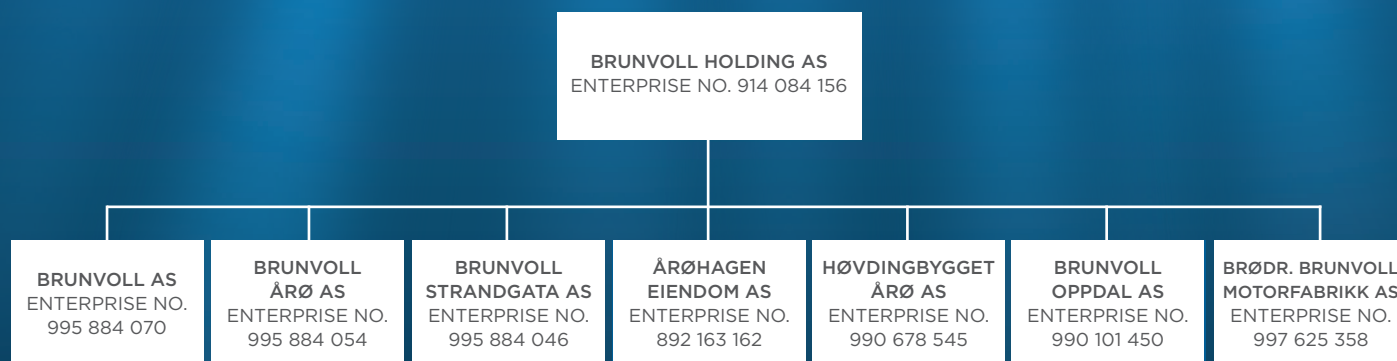 BRUNVOLL HOLDING AS
ENTERPRISE NO. 914 084 156
BRUNVOLL AS
ENTERPRISE NO.
995 884 070
BRUNVOLL
ÅRØ AS
ENTERPRISE NO.
995 884 054
BRUNVOLL
STRANDGATA AS
ENTERPRISE NO.
995 884 046
ÅRØHAGEN
EIENDOM AS
ENTERPRISE NO.
892 163 162
HØVDINGBYGGET
ÅRØ AS
ENTERPRISE NO.
990 678 545
BRUNVOLL
OPPDAL AS
ENTERPRISE NO.
990 101 450
BRØDR. BRUNVOLL
MOTORFABRIKK AS
ENTERPRISE NO.
997 625 358